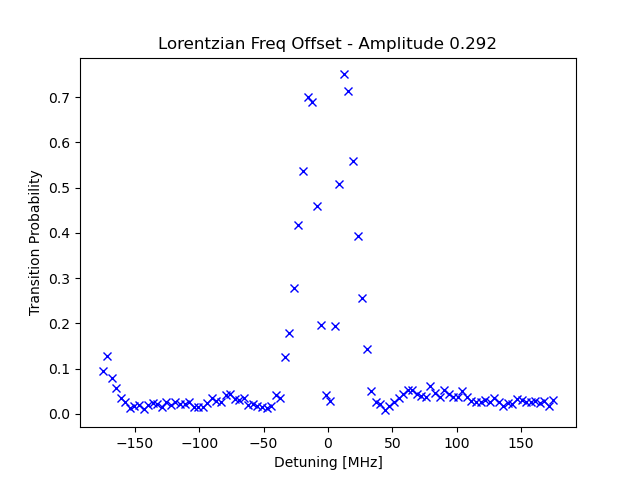 Lorentzian Freq Offset - Amplitude 0.292
Transition Probability
0.7
0.6
0.5
0.4
0.3
0.2
0.1
0.0
−150 −100 −50 0 50 100 150
Detuning [MHz]